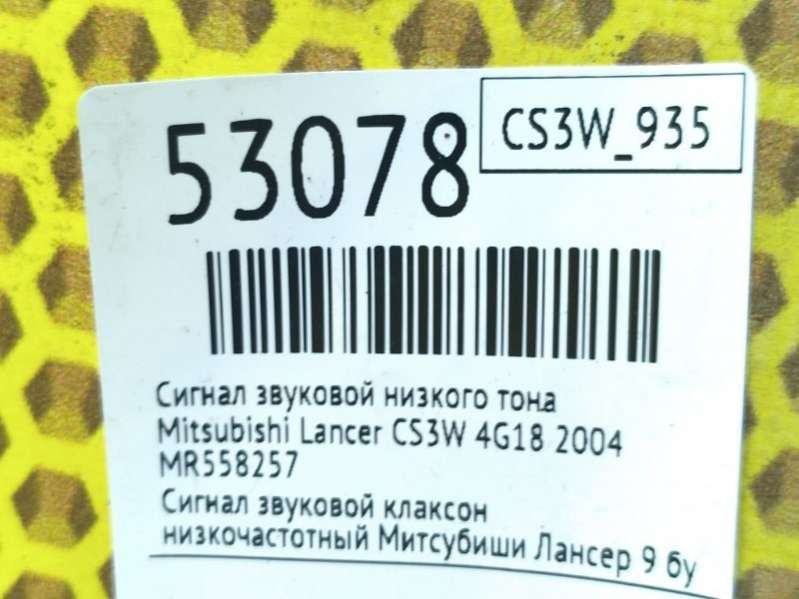 53078
CS3W_935
Сигнал звуковой низкого тона
Mitsubishi Lancer CS3W 4G18 2004
MR558257
Сигнал звуковой клаксон
низкочастотный Митсубиши Лансер 9 бу